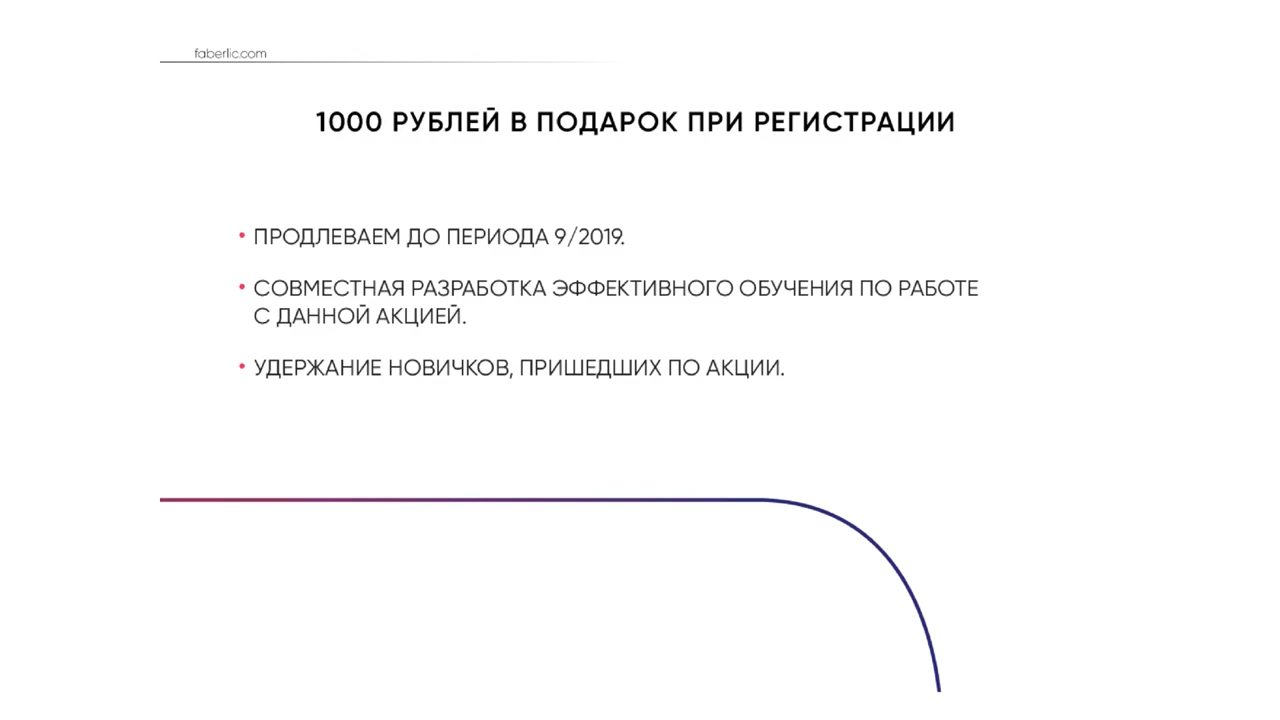 faberlic.com
1000 РУБЛЕЙ В ПОДАРОК ПРИ РЕГИСТРАЦИИ
• ПРОДЛЕВАЕМ ДО ПЕРИОДА 9/2019.
• СОВМЕСТНАЯ РАЗРАБОТКА ЭФФЕКТИВНОГО ОБУЧЕНИЯ ПО РАБОТЕ
С ДАННОЙ АКЦИЕЙ.
• УДЕРЖАНИЕ НОВИЧКОВ, ПРИШЕДШИХ ПО АКЦИИ.